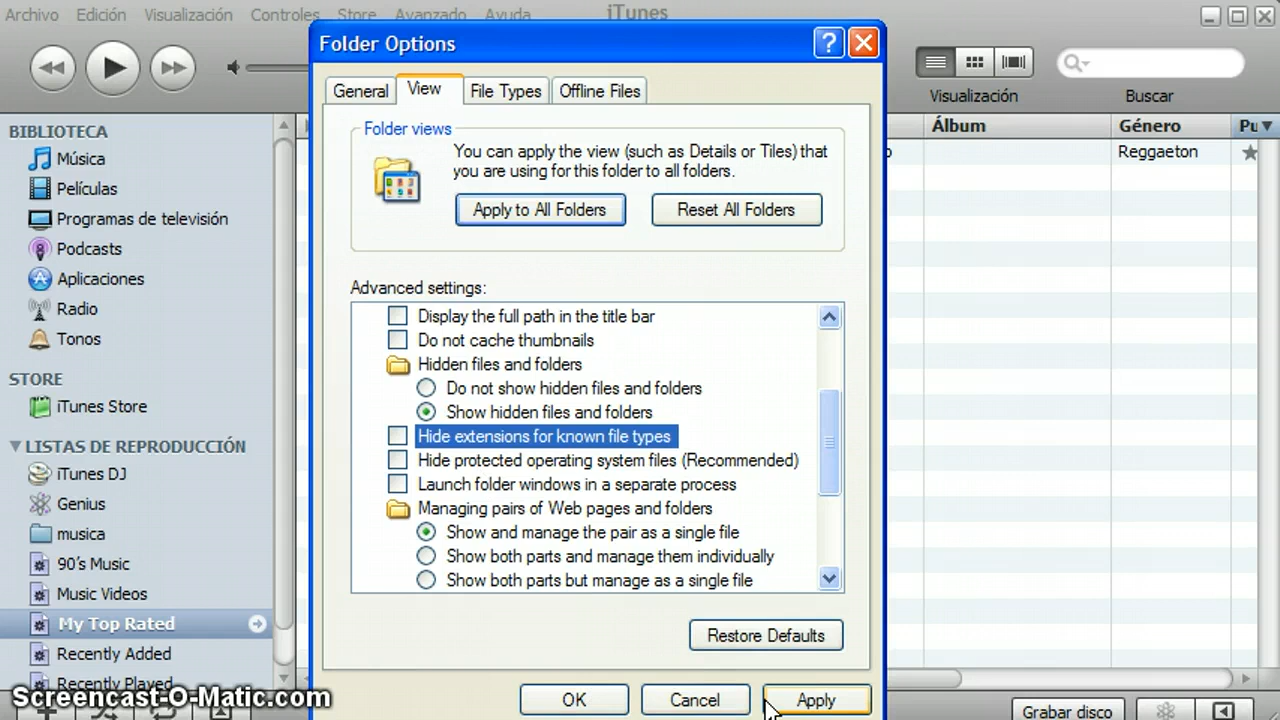 Archivo Edición Visualización Controles Store Avanzado Ayuda iTunes
Folder Options
General View File Types Offline Files
Folder views
You can apply the view (such as Details or Tiles) that
you are using for this folder to all folders.
Apply to All Folders Reset All Folders
Advanced settings:
Display the full path in the title bar
Do not cache thumbnails
Hidden files and folders
Do not show hidden files and folders
Show hidden files and folders
Hide extensions for known file types
Hide protected operating system files (Recommended)
Launch folder windows in a separate process
Managing pairs of Web pages and folders
Show and manage the pair as a single file
Show both parts and manage them individually
Show both parts but manage as a single file
Restore Defaults
OK Cancel Apply
BIBLIOTECA
Música
Películas
Programas de televisión
Podcasts
Aplicaciones
Radio
Tonos
STORE
iTunes Store
LISTAS DE REPRODUCCIÓN
iTunes DJ
Genius
musica
90's Music
Music Videos
My Top Rated
Recently Added
Recently Played
Visualización Buscar
Álbum Género Pu
Reggaeton
Grabar disco
Screencast-O-Matic.com